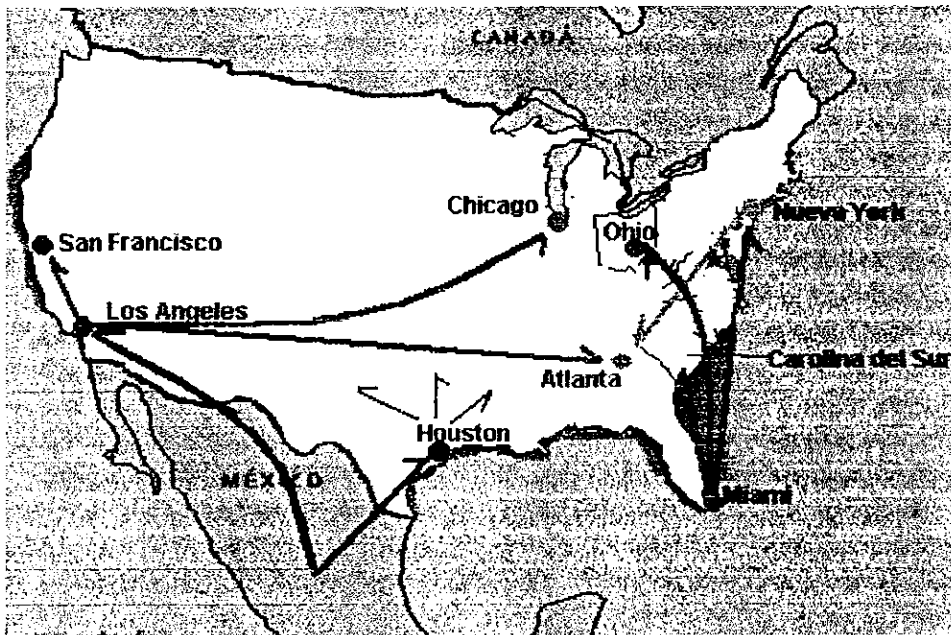 CANADÁ
Chicago
Nueva York
Ohio
San Francisco
Los Angeles
Carolina del Sur
Atlanta
Houston
MÉXICO
Miami